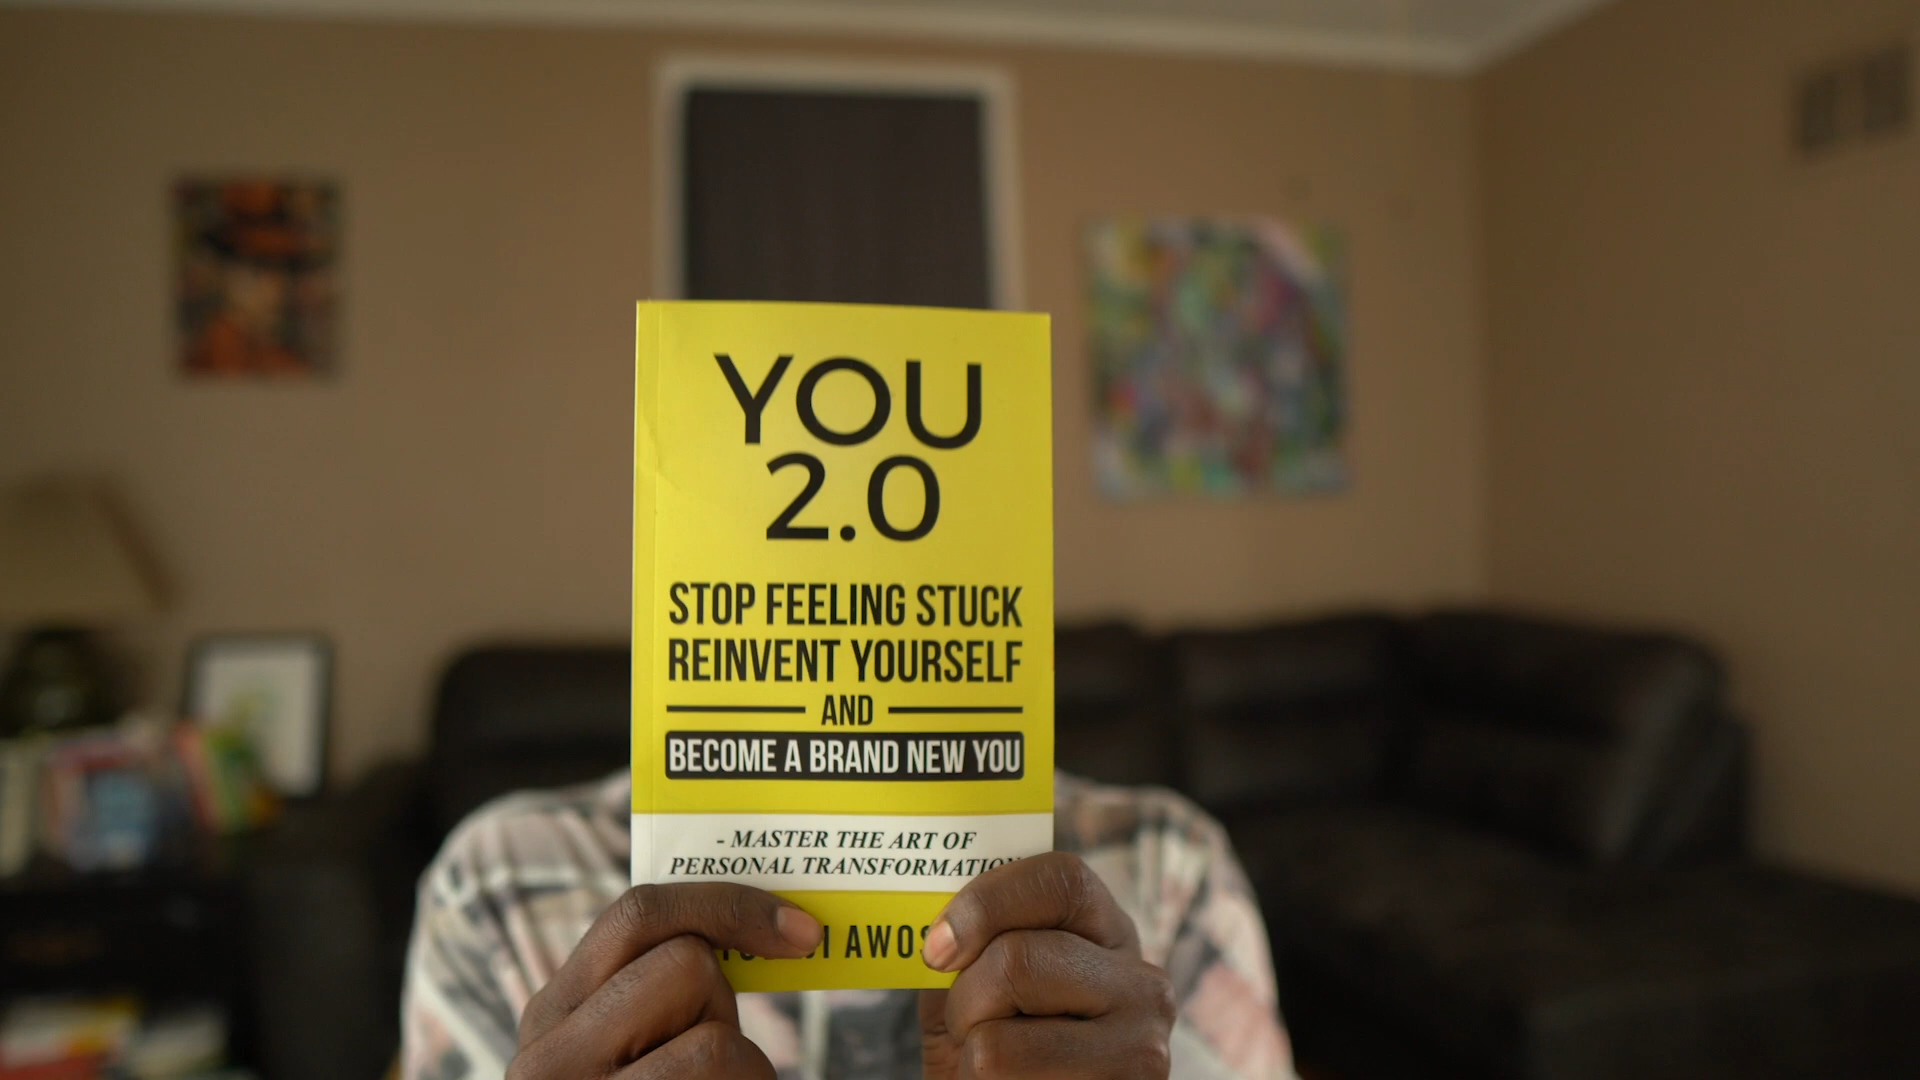 YOU
2.0
STOP FEELING STUCK
REINVENT YOURSELF
AND
BECOME A BRAND NEW YOU
- MASTER THE ART OF
PERSONAL TRANSFORMATION